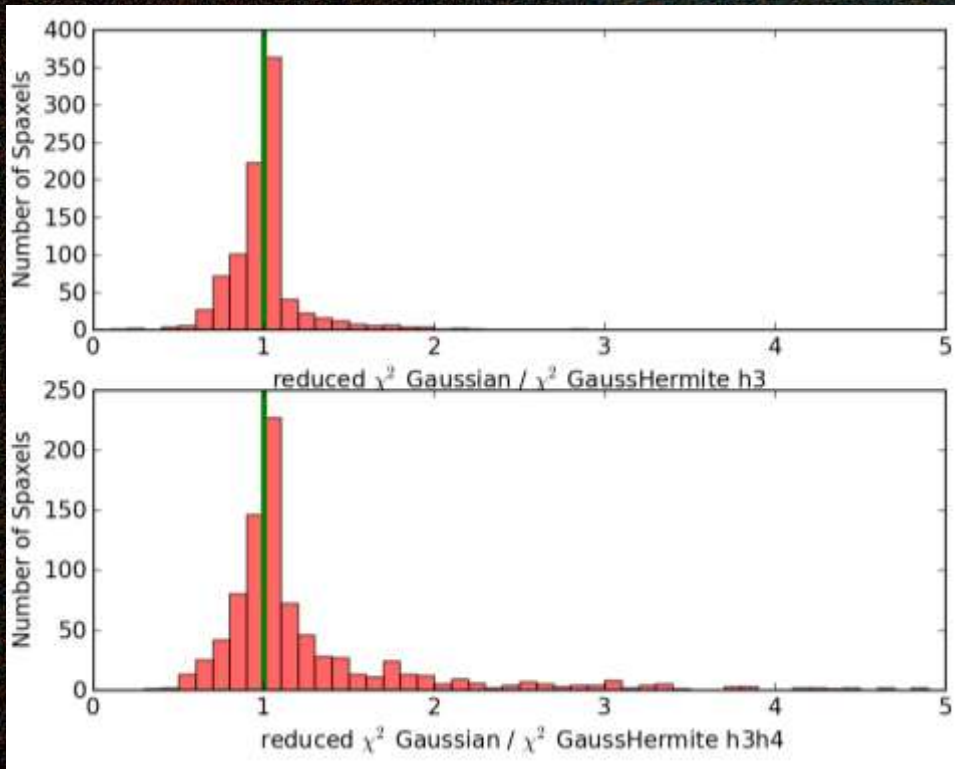 400
350
300
250
200
150
100
50
0
Number of Spaxels
0 1 2 3 4 5
reduced χ² Gaussian / χ² GaussHermite h3
250
200
150
100
50
0
Number of Spaxels
0 1 2 3 4 5
reduced χ² Gaussian / χ² GaussHermite h3h4